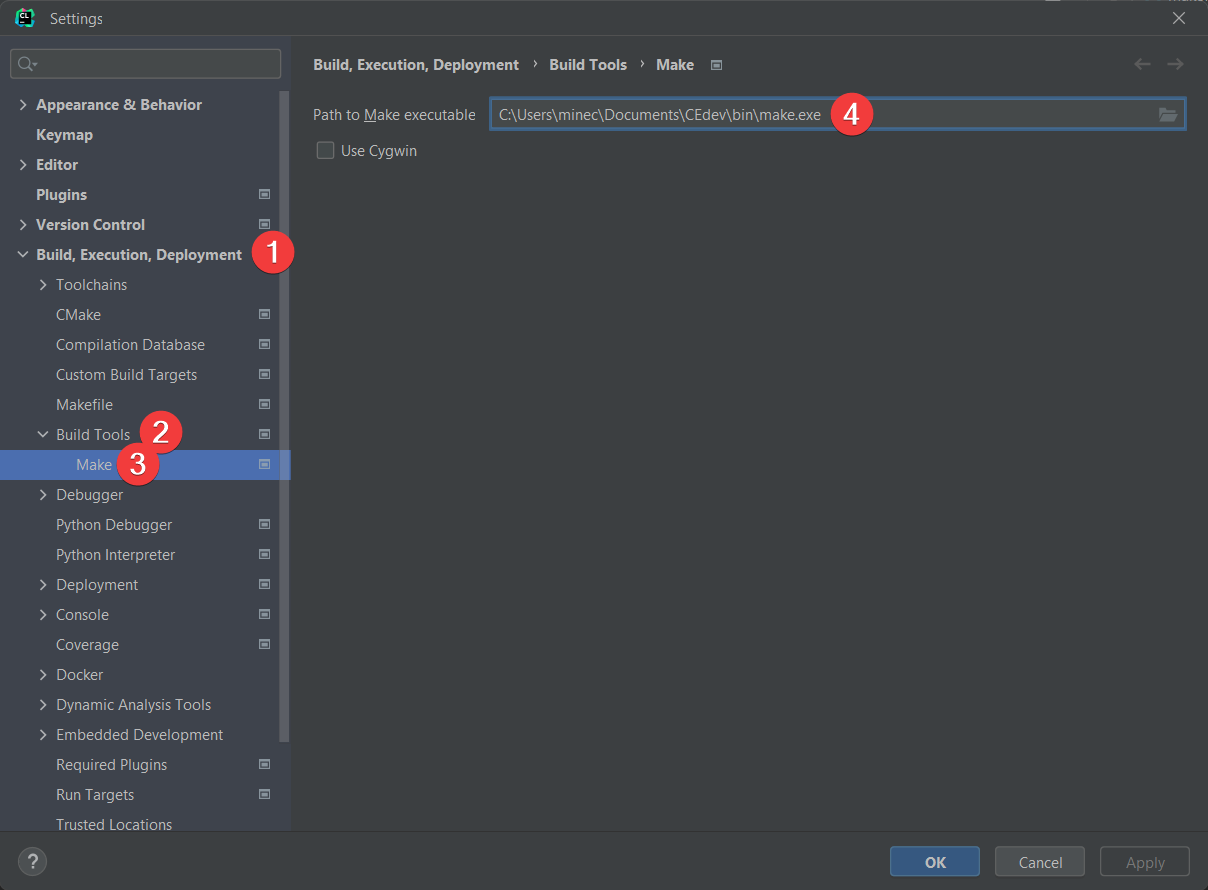 CL
Settings
Appearance & Behavior
Keymap
Editor
Plugins
Version Control
Build, Execution, Deployment 1
Toolchains
CMake
Compilation Database
Custom Build Targets
Makefile
Build Tools 2
Make 3
Debugger
Python Debugger
Python Interpreter
Deployment
Console
Coverage
Docker
Dynamic Analysis Tools
Embedded Development
Required Plugins
Run Targets
Trusted Locations
Build, Execution, Deployment › Build Tools › Make
Path to Make executable C:\Users\minec\Documents\CEdev\bin\make.exe 4
Use Cygwin
?
OK Cancel Apply